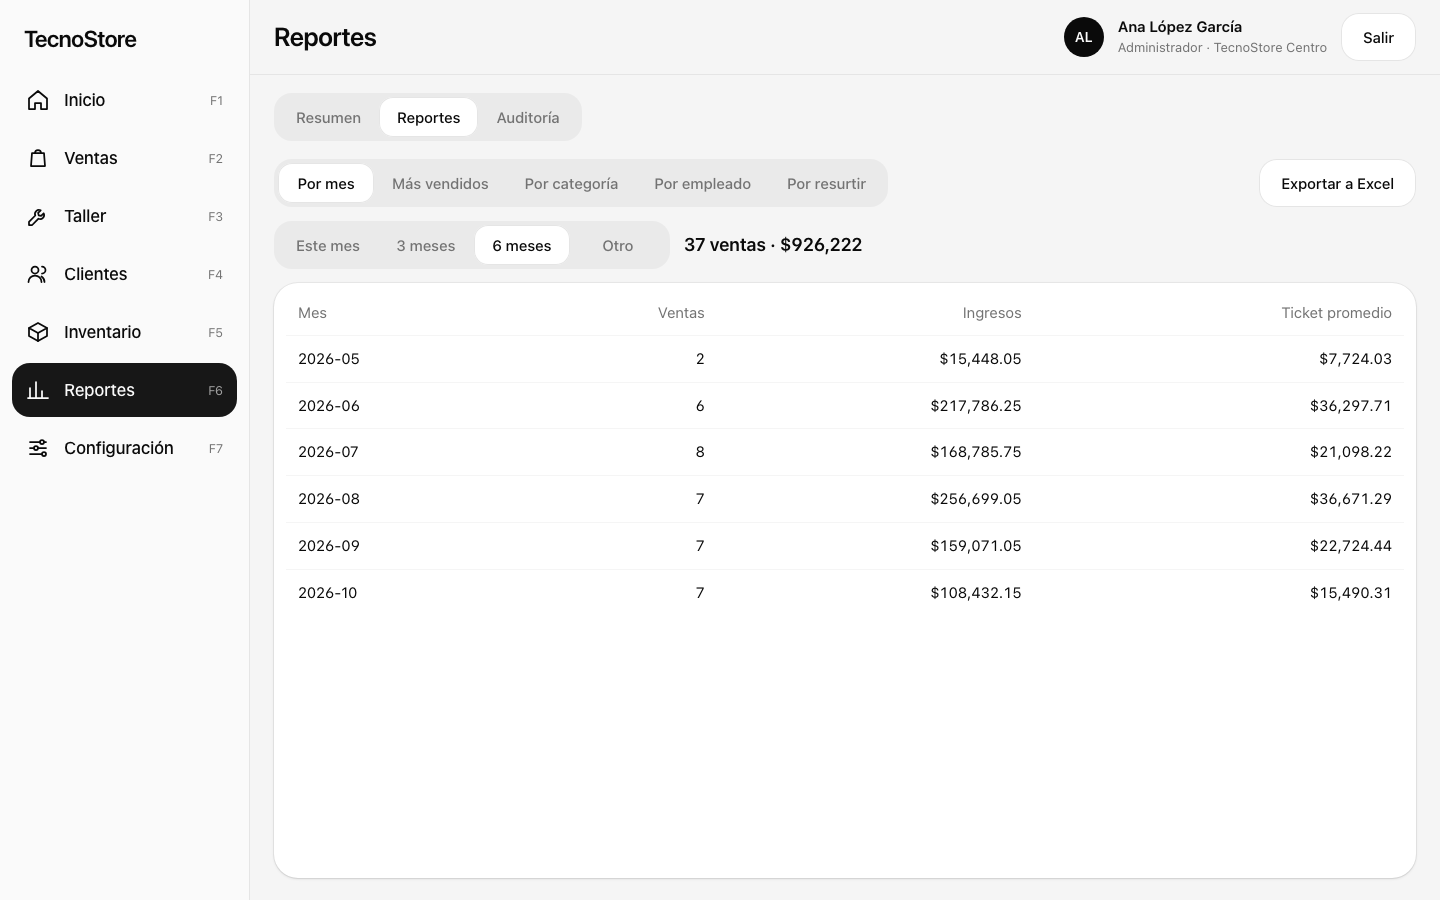 TecnoStore
Inicio F1
Ventas F2
Taller F3
Clientes F4
Inventario F5
Reportes F6
Configuración F7
Reportes
AL
Ana López García
Administrador · TecnoStore Centro
Salir
Resumen Reportes Auditoría
Por mes Más vendidos Por categoría Por empleado Por resurtir
Exportar a Excel
Este mes 3 meses 6 meses Otro
37 ventas · $926,222
Mes Ventas Ingresos Ticket promedio
2026-05 2 $15,448.05 $7,724.03
2026-06 6 $217,786.25 $36,297.71
2026-07 8 $168,785.75 $21,098.22
2026-08 7 $256,699.05 $36,671.29
2026-09 7 $159,071.05 $22,724.44
2026-10 7 $108,432.15 $15,490.31